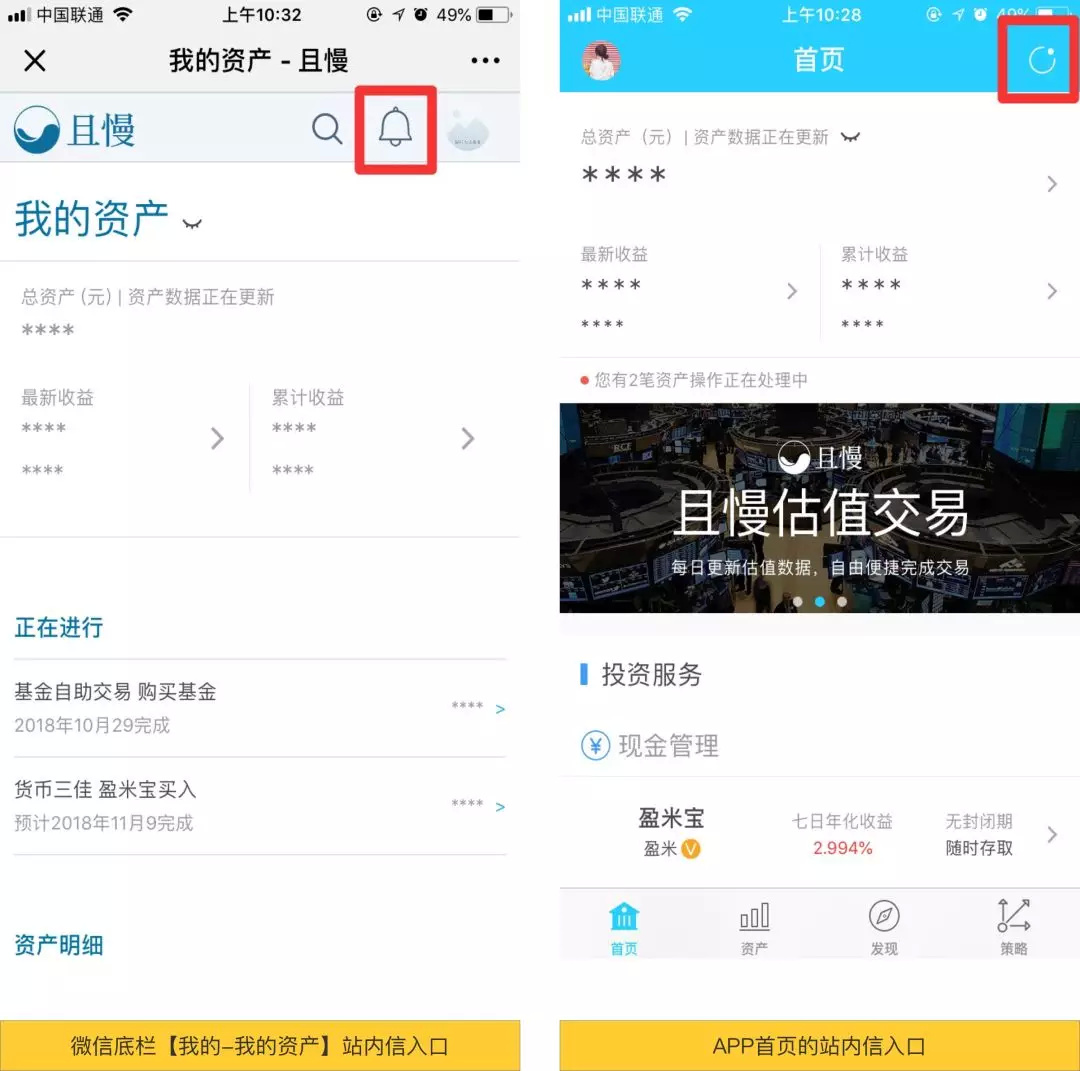 中国联通
上午10:32
49%
我的资产 - 且慢
且慢
我的资产
总资产 (元) | 资产数据正在更新
****
最新收益
****
****
累计收益
****
****
正在进行
基金自助交易 购买基金
2018年10月29完成
**** >
货币三佳 盈米宝买入
预计2018年11月9完成
**** >
资产明细
微信底栏【我的–我的资产】站内信入口
中国联通
上午10:28
49%
首页
总资产（元）| 资产数据正在更新
****
最新收益
****
****
累计收益
****
****
您有2笔资产操作正在处理中
且慢
且慢估值交易
每日更新估值数据，自由便捷完成交易
投资服务
¥ 现金管理
盈米宝
盈米 V
七日年化收益
2.994%
无封闭期
随时存取
首页
资产
发现
策略
APP首页的站内信入口